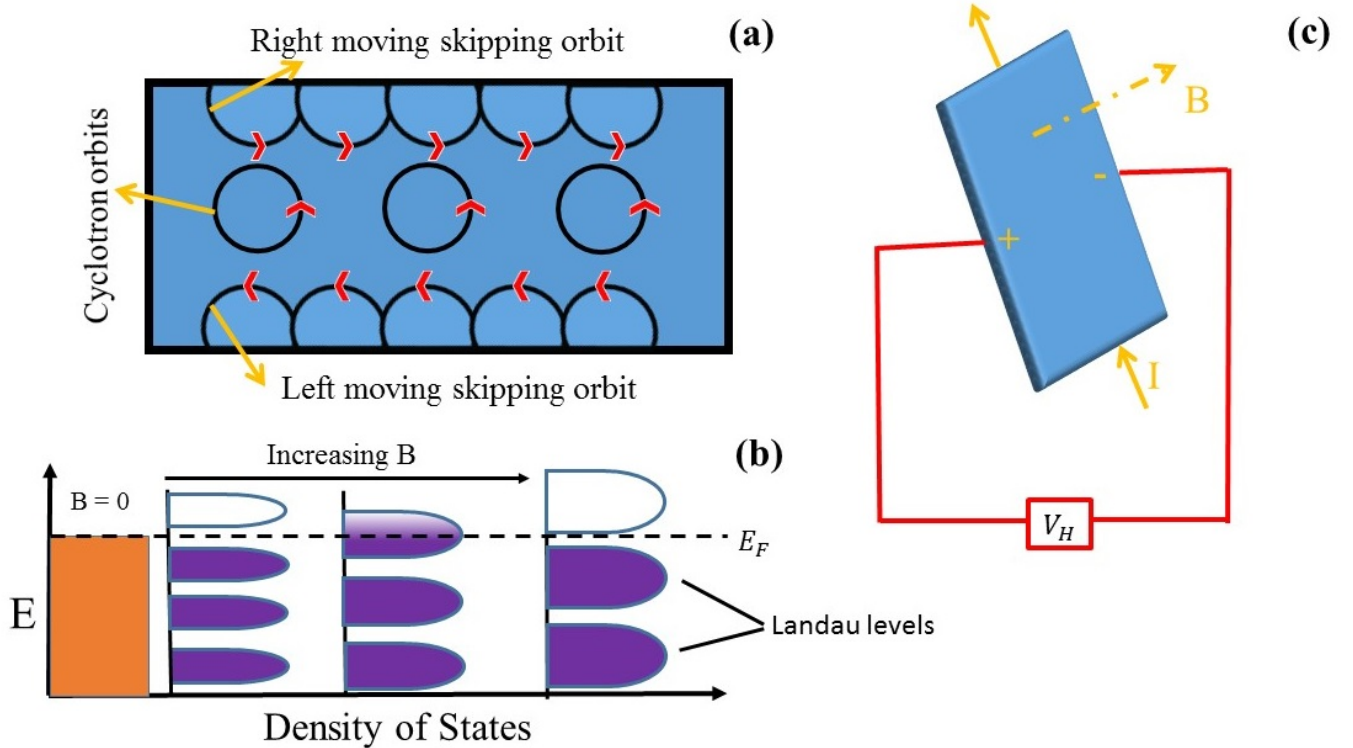 Right moving skipping orbit
(a)
Cyclotron orbits
Left moving skipping orbit
(c)
B
-
+
I
V_H
(b)
Increasing B
B = 0
E_F
E
Landau levels
Density of States